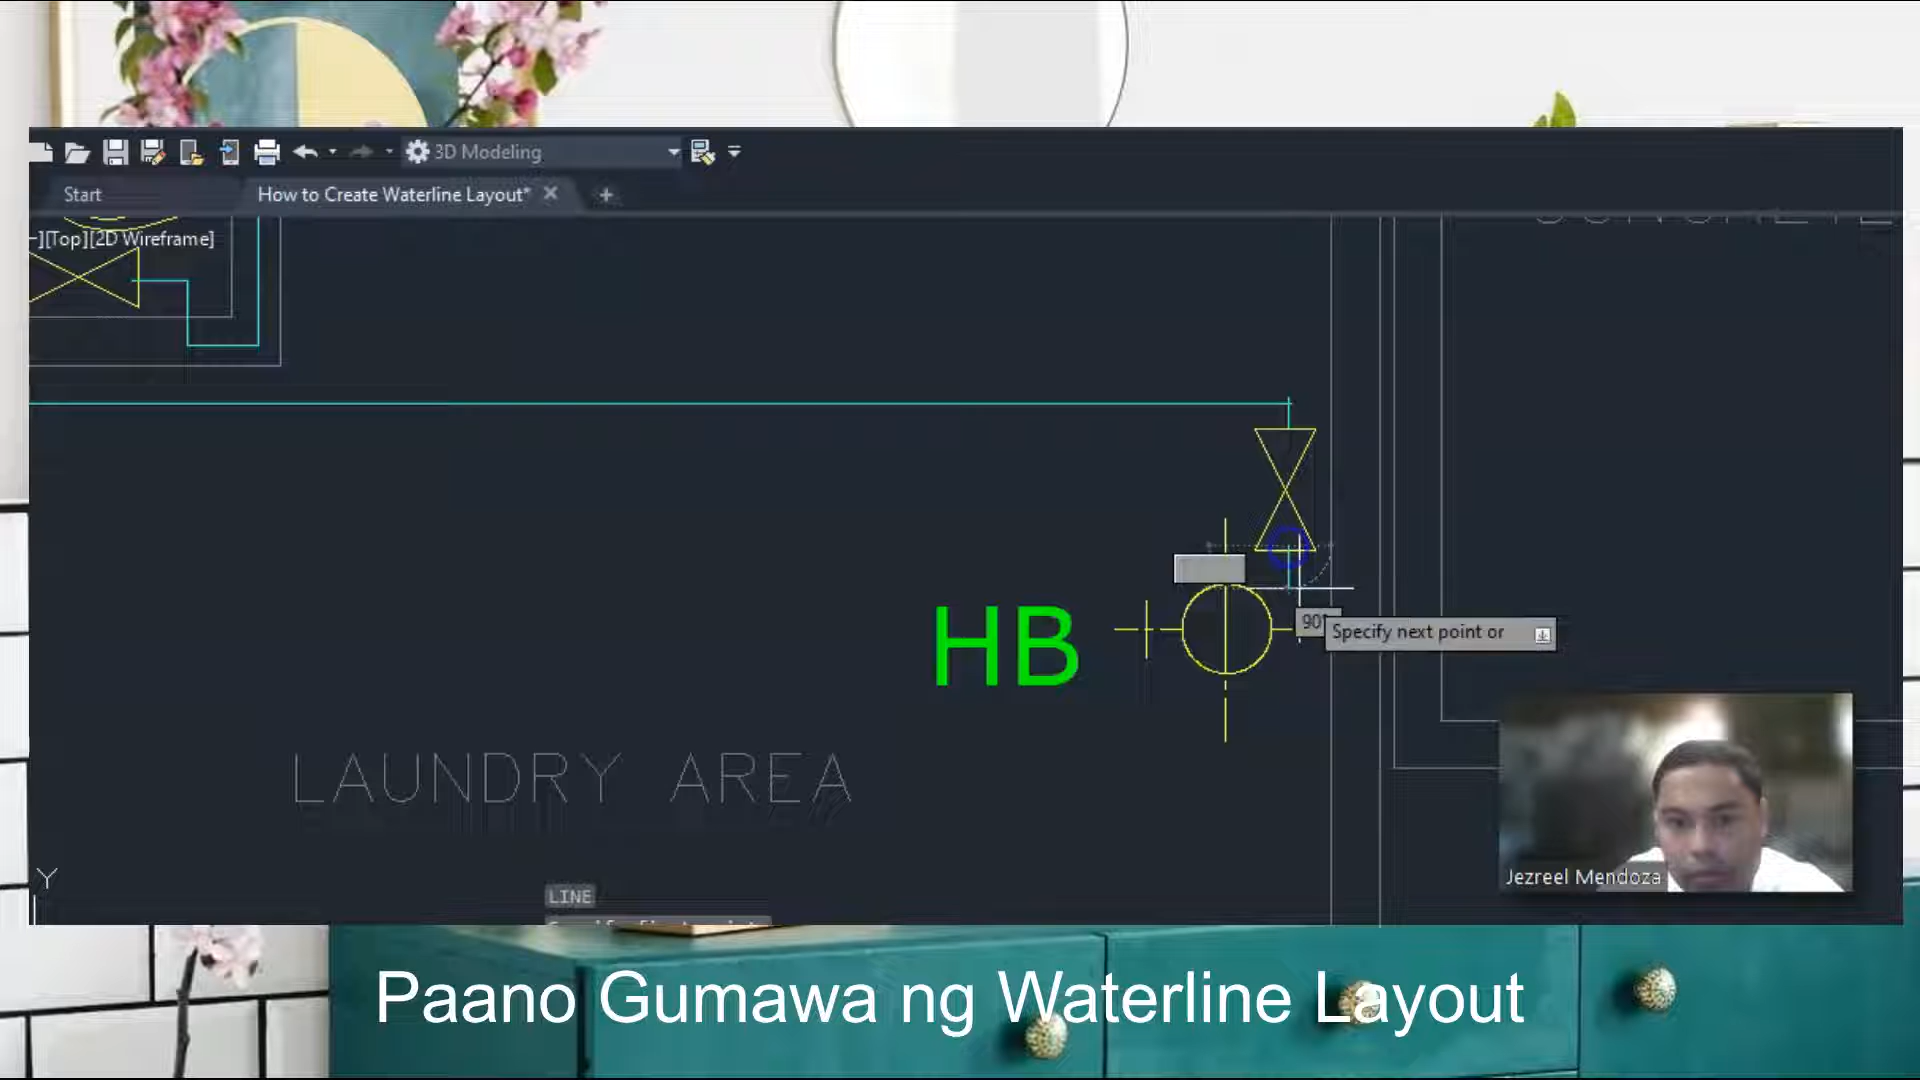 3D Modeling
Start
How to Create Waterline Layout*
-][Top][2D Wireframe]
HB
90°
Specify next point or
LAUNDRY AREA
Jezreel Mendoza
Y
LINE
Paano Gumawa ng Waterline Layout